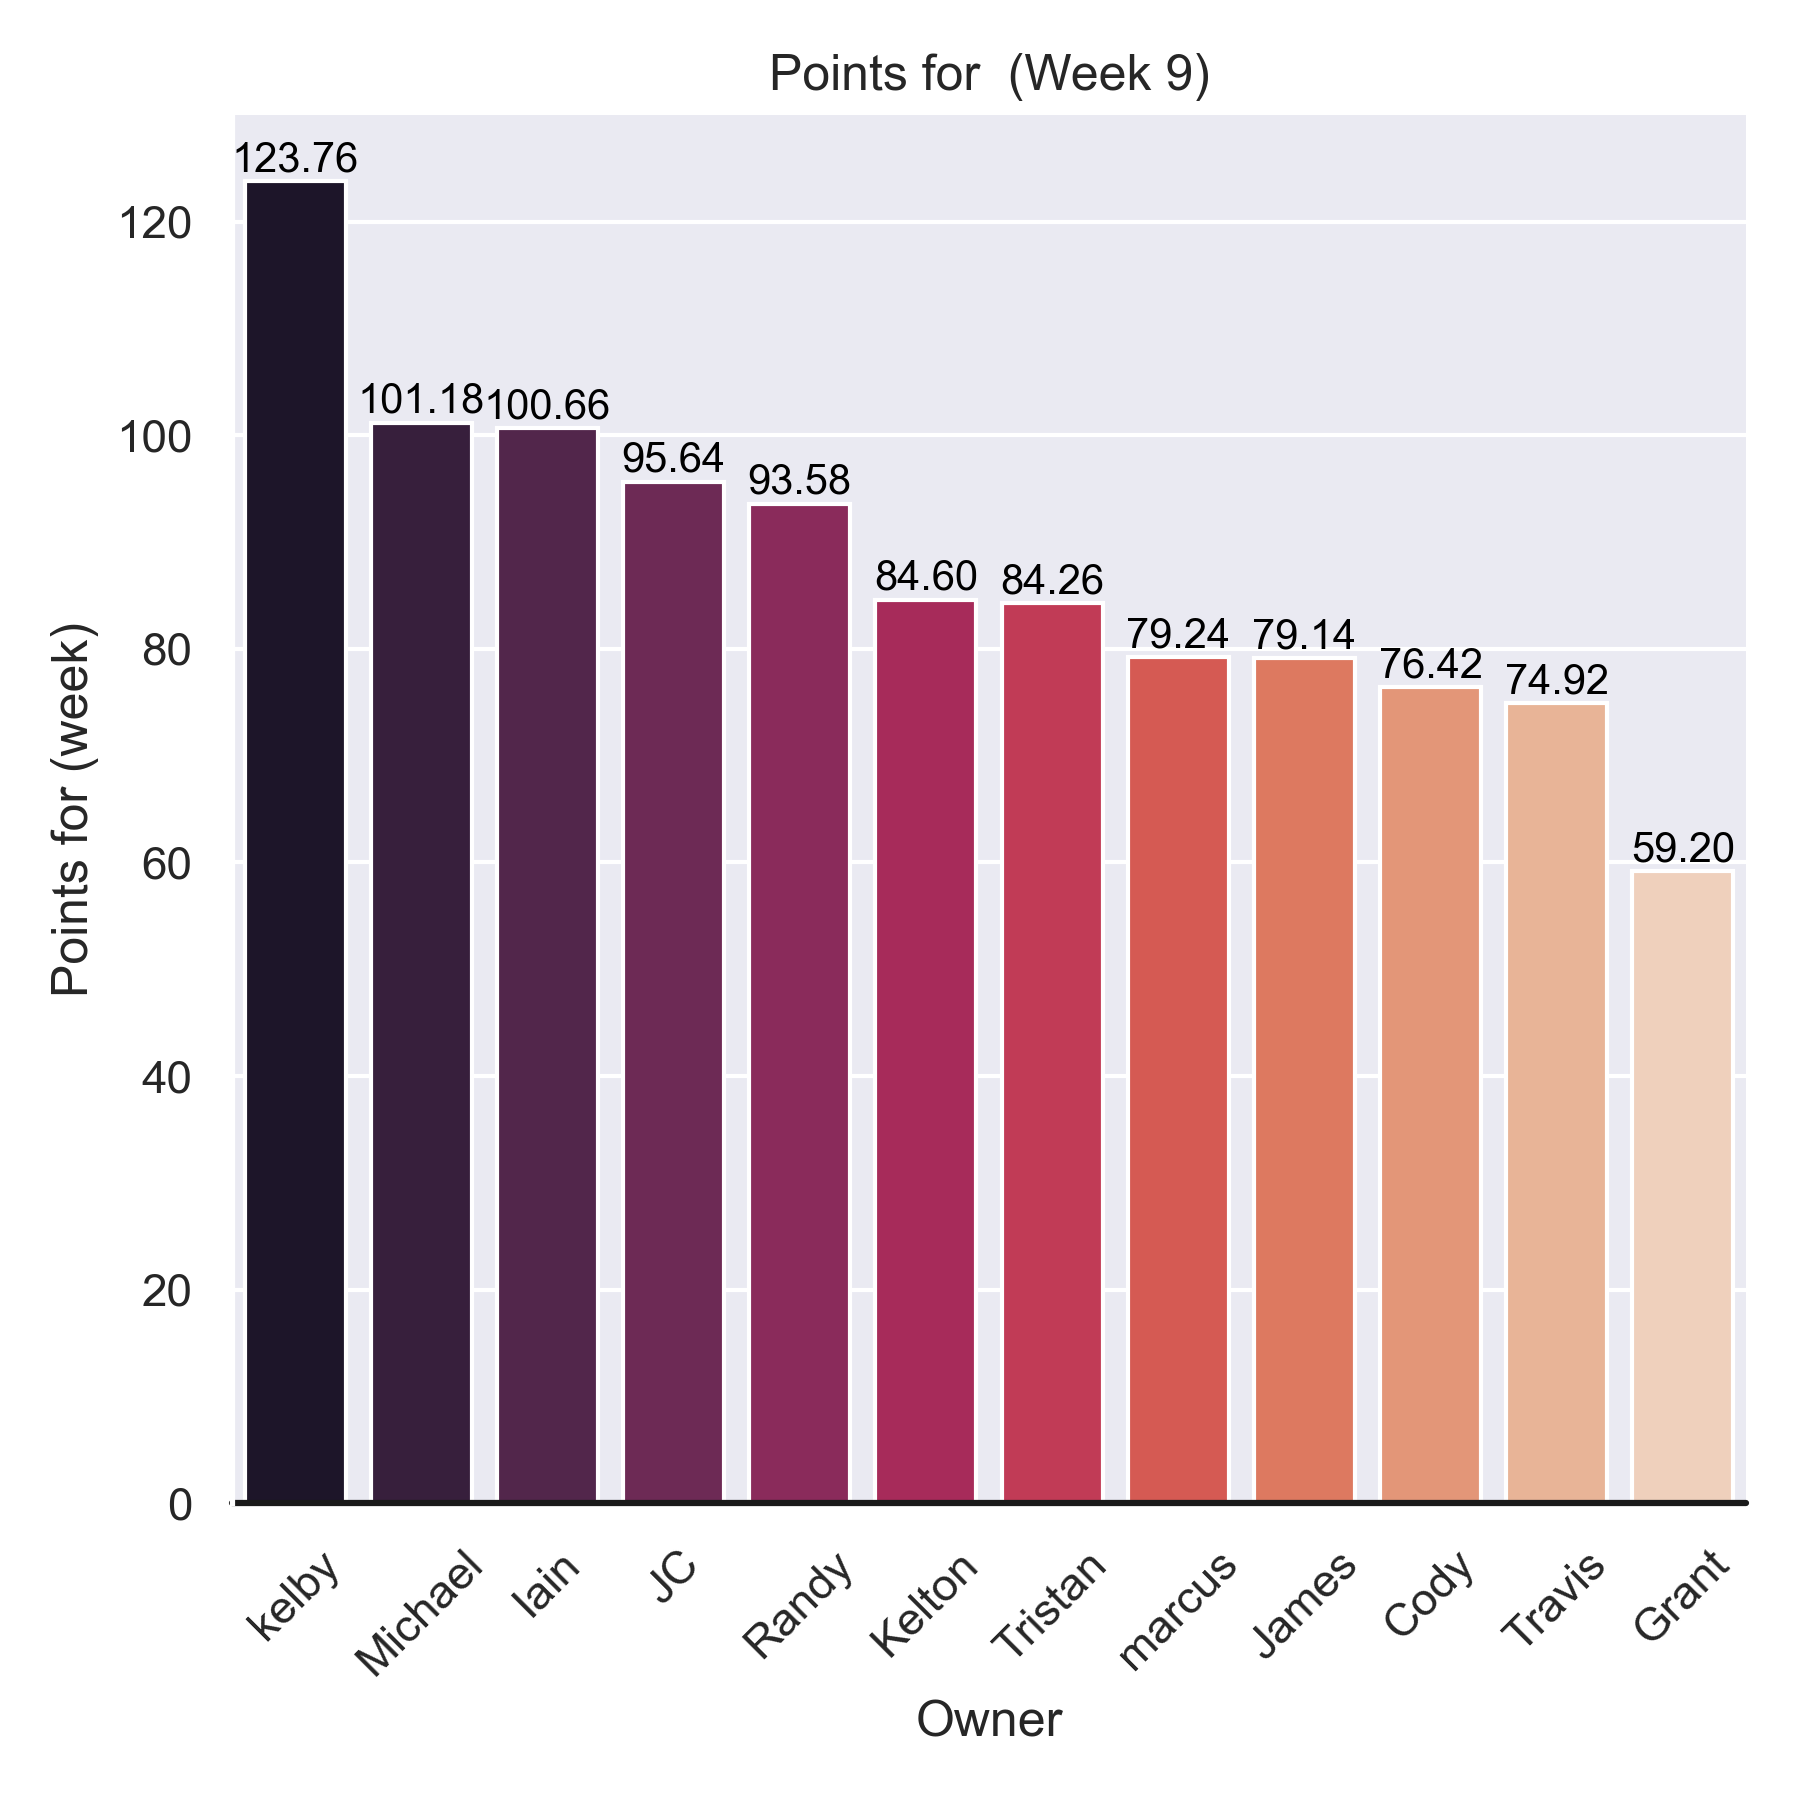 Points for  (Week 9)
123.76
101.18
100.66
95.64
93.58
84.60
84.26
79.24
79.14
76.42
74.92
59.20
120
100
80
60
40
20
0
Points for (week)
kelby
Michael
Iain
JC
Randy
Kelton
Tristan
marcus
James
Cody
Travis
Grant
Owner